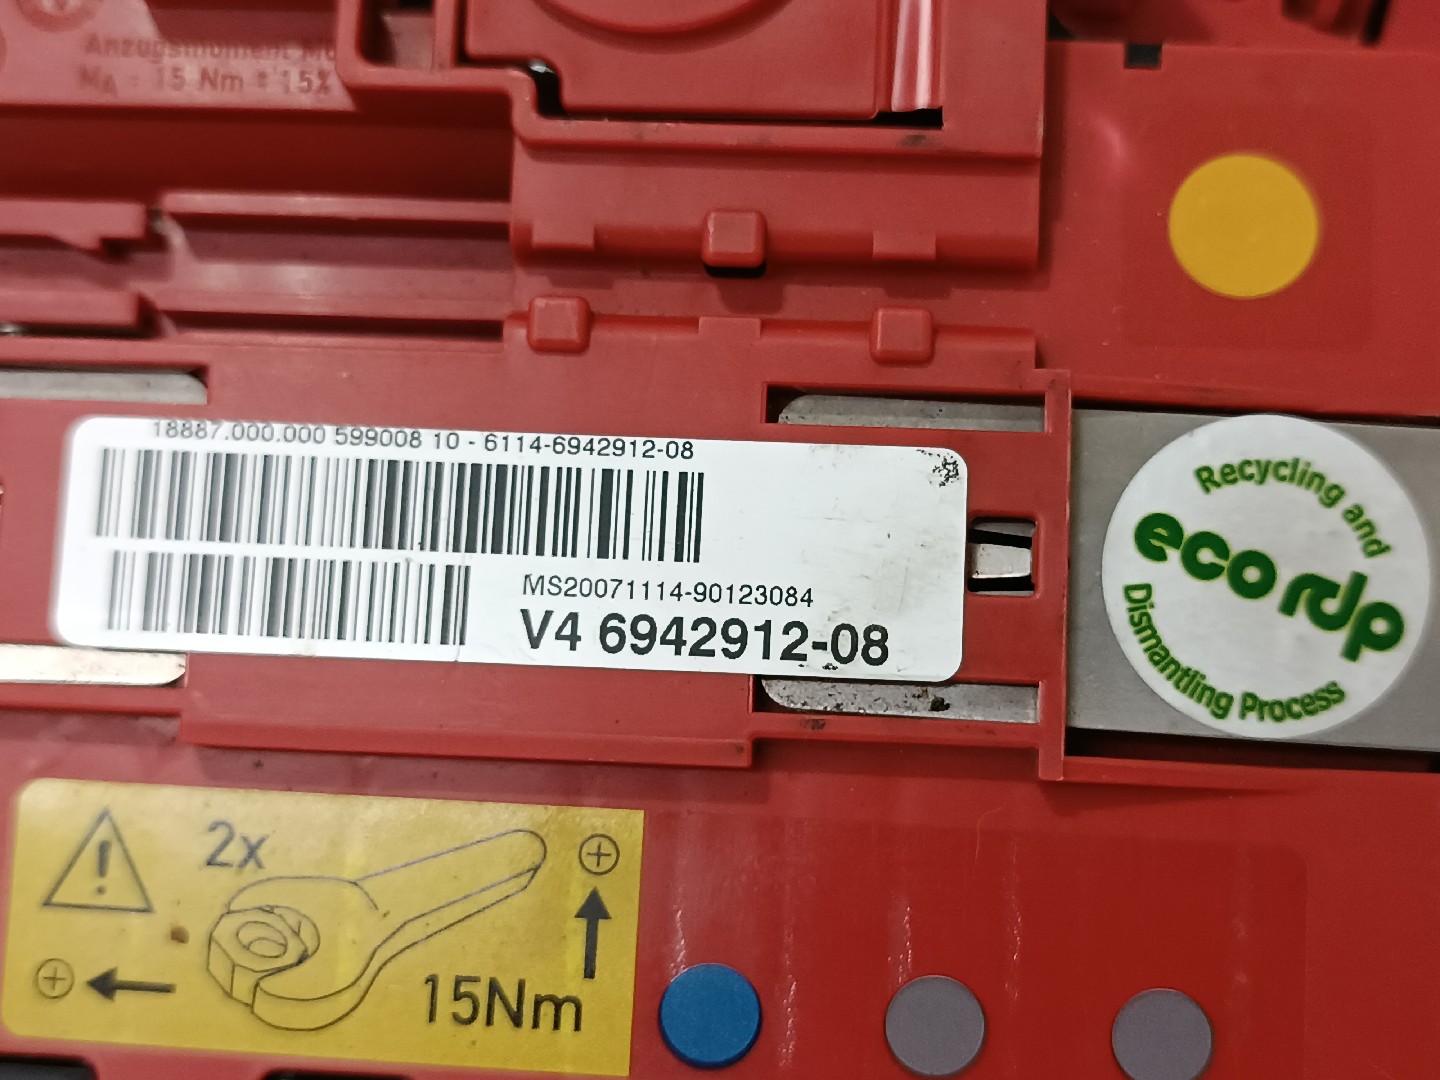 Anzugsmoment M
MA = 15 Nm ± 15%
18887.000.000 599008 10 - 6114-6942912-08
MS20071114-90123084
V4 6942912-08
Recycling and
eco rdp
Dismantling Process
2x
15Nm